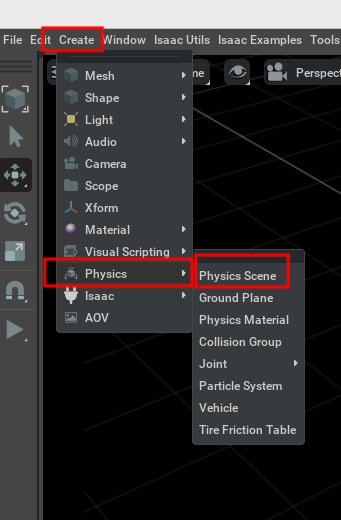 File Edit Create Window Isaac Utils Isaac Examples Tools
Mesh
Shape
Light
Audio
Camera
Scope
Xform
Material
Visual Scripting
Physics
Isaac
AOV
Perspect
Physics Scene
Ground Plane
Physics Material
Collision Group
Joint
Particle System
Vehicle
Tire Friction Table